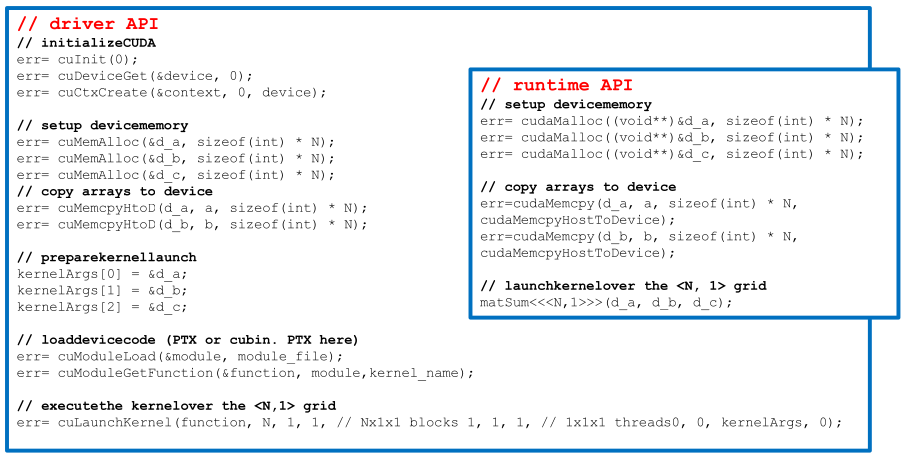 // driver API
// initializeCUDA
err= cuInit(0);
err= cuDeviceGet(&device, 0);
err= cuCtxCreate(&context, 0, device);
// setup devicememory
err= cuMemAlloc(&d_a, sizeof(int) * N);
err= cuMemAlloc(&d_b, sizeof(int) * N);
err= cuMemAlloc(&d_c, sizeof(int) * N);
// copy arrays to device
err= cuMemcpyHtoD(d_a, a, sizeof(int) * N);
err= cuMemcpyHtoD(d_b, b, sizeof(int) * N);
// preparekernellaunch
kernelArgs[0] = &d_a;
kernelArgs[1] = &d_b;
kernelArgs[2] = &d_c;
// loaddevicecode (PTX or cubin. PTX here)
err= cuModuleLoad(&module, module_file);
err= cuModuleGetFunction(&function, module,kernel_name);
// executethe kernelover the <N,1> grid
err= cuLaunchKernel(function, N, 1, 1, // Nx1x1 blocks 1, 1, 1, // 1x1x1 threads0, 0, kernelArgs, 0);
// runtime API
// setup devicememory
err= cudaMalloc((void**)&d_a, sizeof(int) * N);
err= cudaMalloc((void**)&d_b, sizeof(int) * N);
err= cudaMalloc((void**)&d_c, sizeof(int) * N);
// copy arrays to device
err=cudaMemcpy(d_a, a, sizeof(int) * N,
cudaMemcpyHostToDevice);
err=cudaMemcpy(d_b, b, sizeof(int) * N,
cudaMemcpyHostToDevice);
// launchkernelover the <N, 1> grid
matSum<<<N,1>>>(d_a, d_b, d_c);